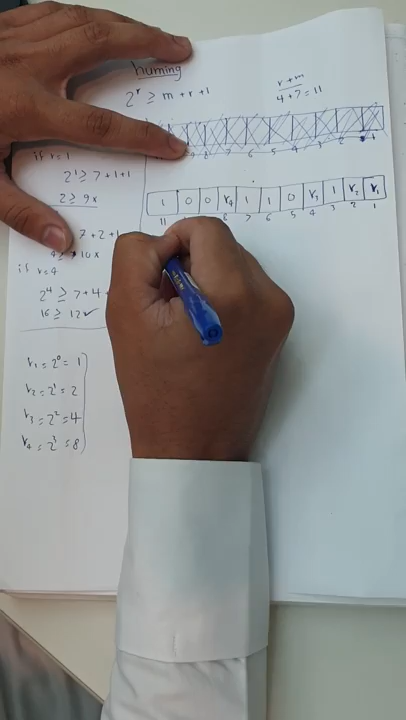 huming
2^r ≥ m + r + 1
r + m
4 + 7 = 11
if r = 1
2^1 ≥ 7 + 1 + 1
2 ≥ 9 x
1 0 0 r4 1 1 0 r3 1 r2 r1
11 8 7 6 5 4 3 2 1
7 + 2 + 1
4 ≥ 10 x
if r = 4
2^4 ≥ 7 + 4 +
16 ≥ 12 ✓
r1 = 2^0 = 1
r2 = 2^1 = 2
r3 = 2^2 = 4
r4 = 2^3 = 8